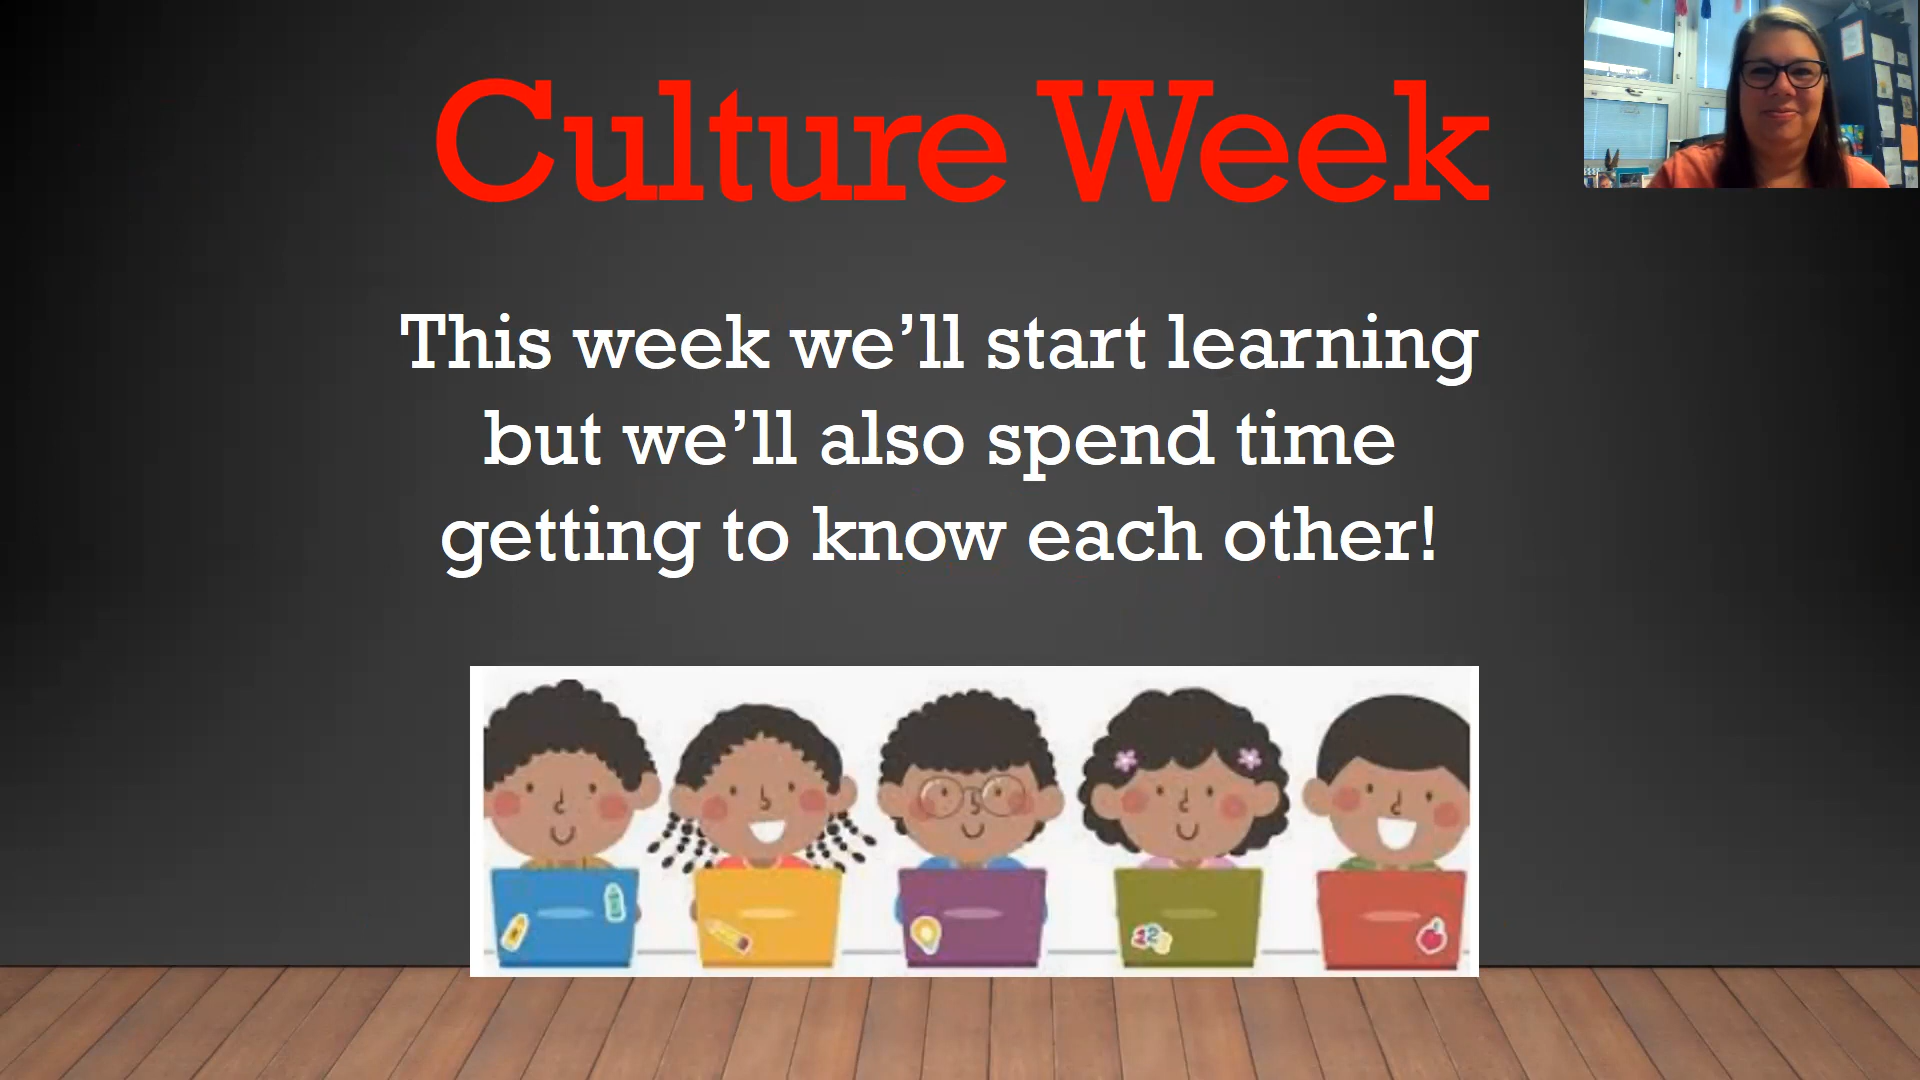 Culture Week
This week we’ll start learning
but we’ll also spend time
getting to know each other!